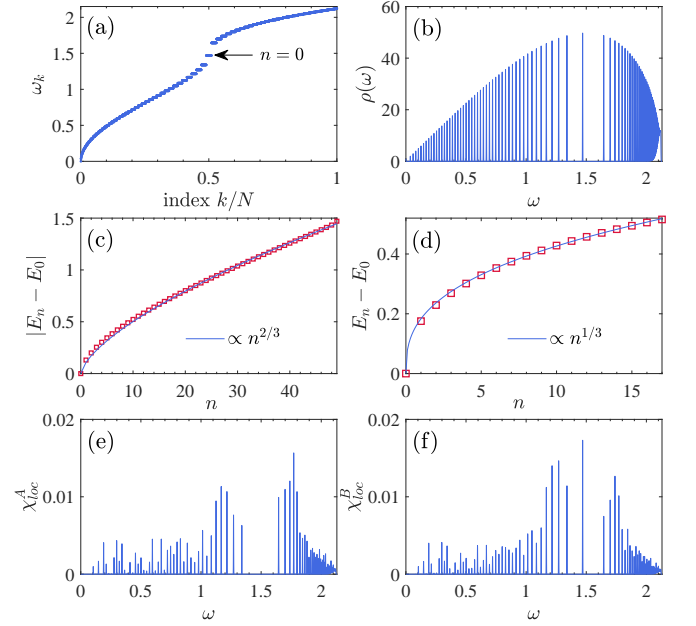 (a)
ω_k
2
1.5
1
0.5
0
n = 0
0
0.5
1
index k/N
(b)
ρ(ω)
60
40
20
0
0
0.5
1
1.5
2
ω
(c)
|E_n − E_0|
1.5
1
0.5
0
∝ n^{2/3}
0
10
20
30
40
n
(d)
E_n − E_0
0.4
0.2
0
∝ n^{1/3}
0
5
10
15
n
(e)
χ^A_{loc}
0.02
0.01
0
0
0.5
1
1.5
2
ω
(f)
χ^B_{loc}
0.02
0.01
0
0
0.5
1
1.5
2
ω